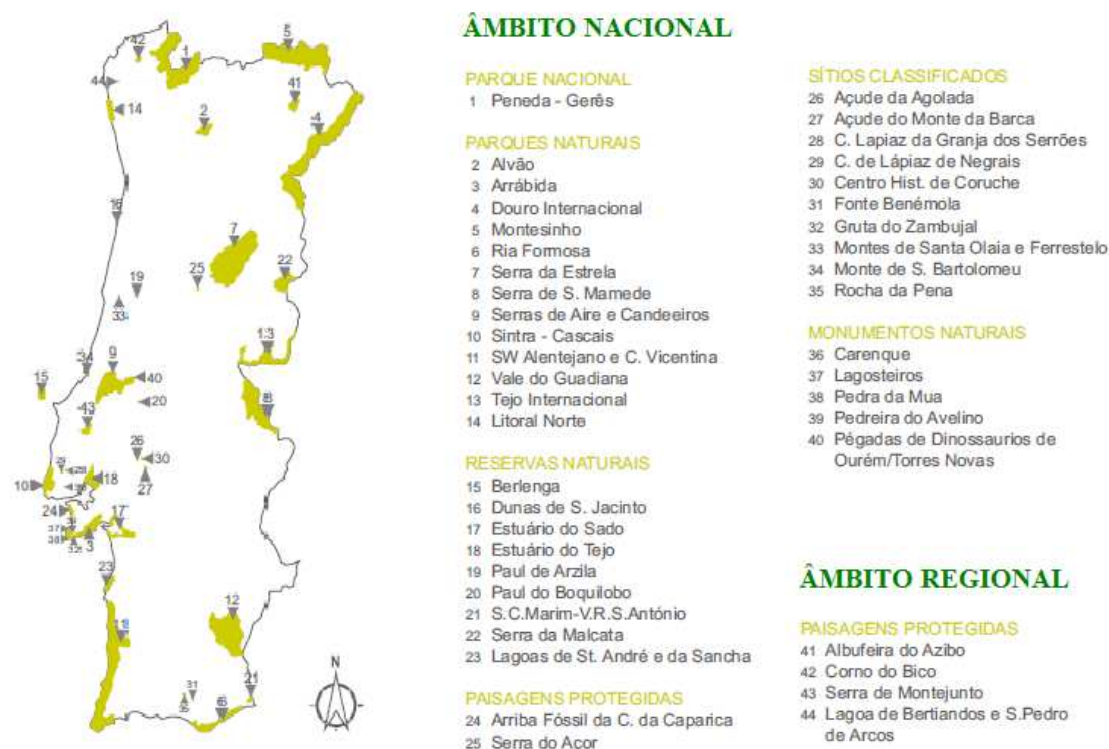 ÂMBITO NACIONAL
PARQUE NACIONAL
1 Peneda - Gerês
PARQUES NATURAIS
2 Alvão
3 Arrábida
4 Douro Internacional
5 Montesinho
6 Ria Formosa
7 Serra da Estrela
8 Serra de S. Mamede
9 Serras de Aire e Candeeiros
10 Sintra - Cascais
11 SW Alentejano e C. Vicentina
12 Vale do Guadiana
13 Tejo Internacional
14 Litoral Norte
RESERVAS NATURAIS
15 Berlenga
16 Dunas de S. Jacinto
17 Estuário do Sado
18 Estuário do Tejo
19 Paul de Arzila
20 Paul do Boquilobo
21 S.C.Marim-V.R.S.António
22 Serra da Malcata
23 Lagoas de St. André e da Sancha
PAISAGENS PROTEGIDAS
24 Arriba Fóssil da C. da Caparica
25 Serra do Açor
SÍTIOS CLASSIFICADOS
26 Açude da Agolada
27 Açude do Monte da Barca
28 C. Lapiaz da Granja dos Serrões
29 C. de Lápiaz de Negrais
30 Centro Hist. de Coruche
31 Fonte Benémola
32 Gruta do Zambujal
33 Montes de Santa Olaia e Ferrestelo
34 Monte de S. Bartolomeu
35 Rocha da Pena
MONUMENTOS NATURAIS
36 Carenque
37 Lagosteiros
38 Pedra da Mua
39 Pedreira do Avelino
40 Pégadas de Dinossaurios de
Ourém/Torres Novas
ÂMBITO REGIONAL
PAISAGENS PROTEGIDAS
41 Albufeira do Azibo
42 Corno do Bico
43 Serra de Montejunto
44 Lagoa de Bertiandos e S.Pedro
de Arcos
42
5
1
44
41
14
2
4
7
25
22
19
33
13
34
9
40
15
20
43
26
30
10
18
27
24
17
3
23
12
11
21
31
6
N